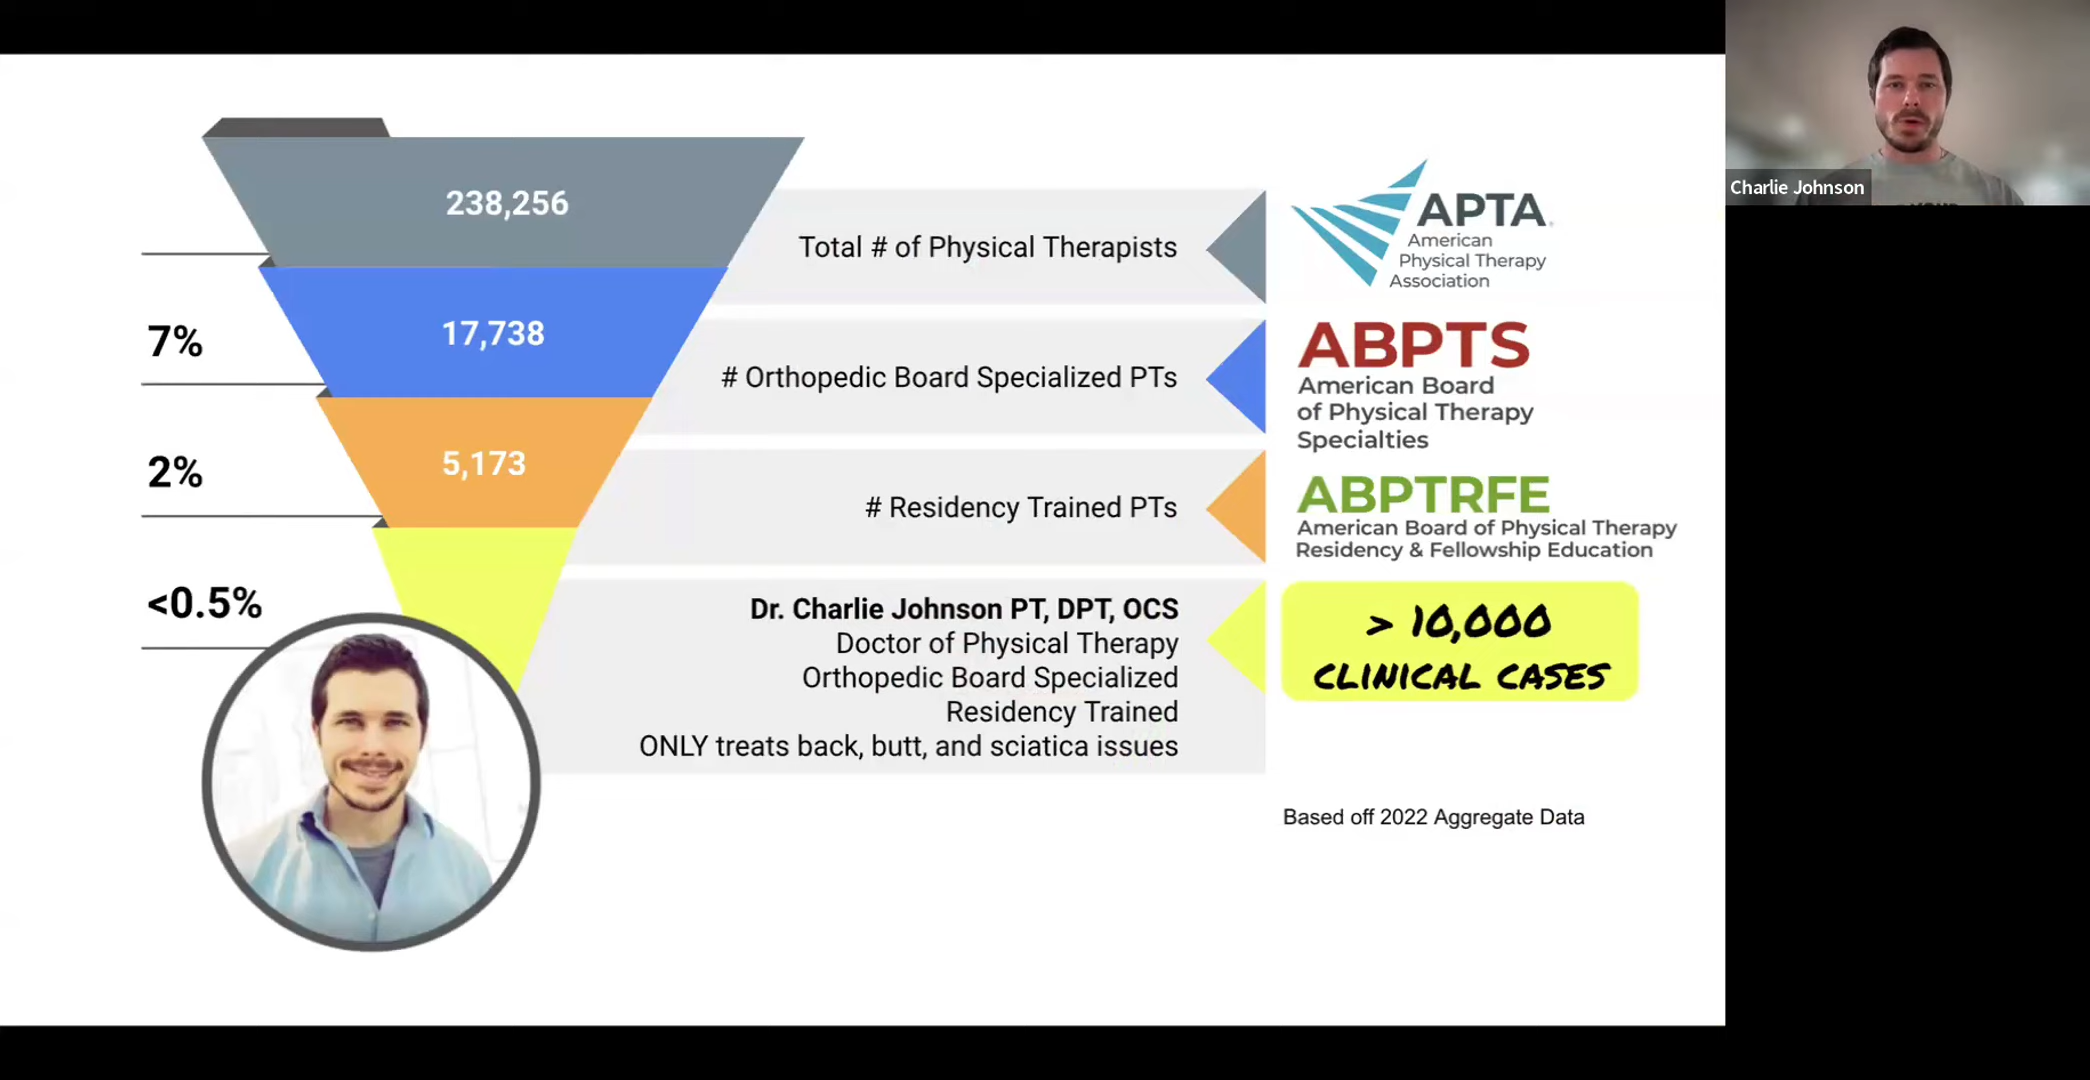 Charlie Johnson
238,256
Total # of Physical Therapists
APTA
American
Physical Therapy
Association
7%
17,738
# Orthopedic Board Specialized PTs
ABPTS
American Board
of Physical Therapy
Specialties
2%
5,173
# Residency Trained PTs
ABPTRFE
American Board of Physical Therapy
Residency & Fellowship Education
<0.5%
Dr. Charlie Johnson PT, DPT, OCS
Doctor of Physical Therapy
Orthopedic Board Specialized
Residency Trained
ONLY treats back, butt, and sciatica issues
> 10,000
CLINICAL CASES
Based off 2022 Aggregate Data